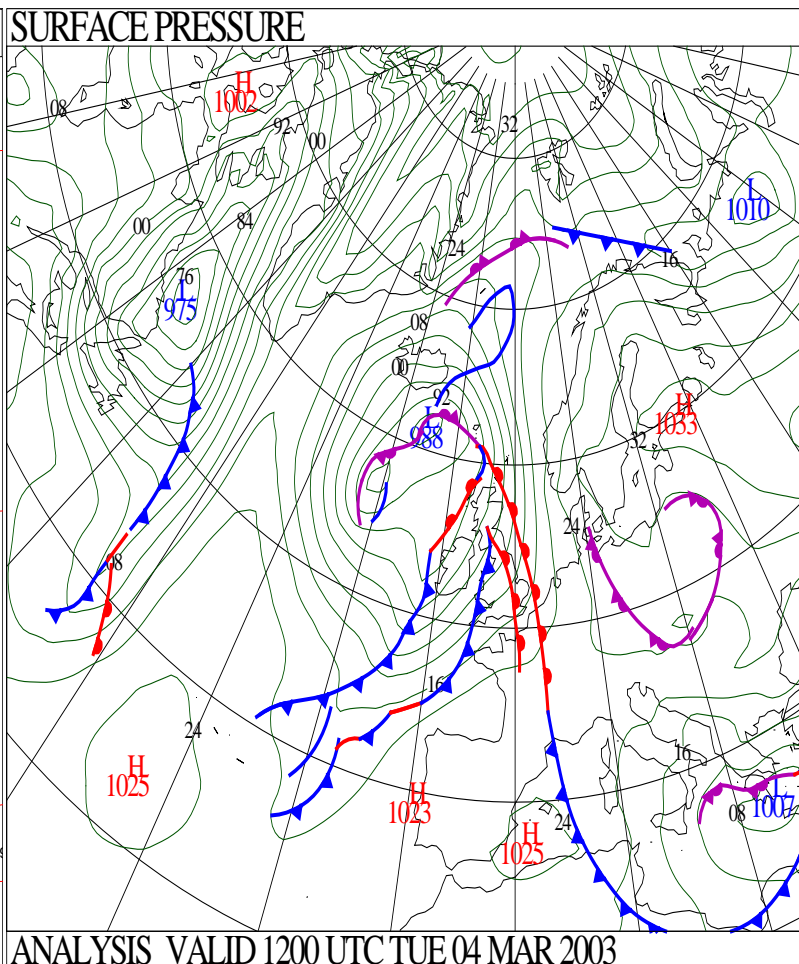 SURFACE PRESSURE
H
1002
08
92
00
32
L
1010
00
84
24
16
76
L
975
08
00
92
L
988
H
1033
32
24
08
16
24
H
1025
16
H
1023
H
1025
24
L
1007
08
ANALYSIS VALID 1200 UTC TUE 04 MAR 2003